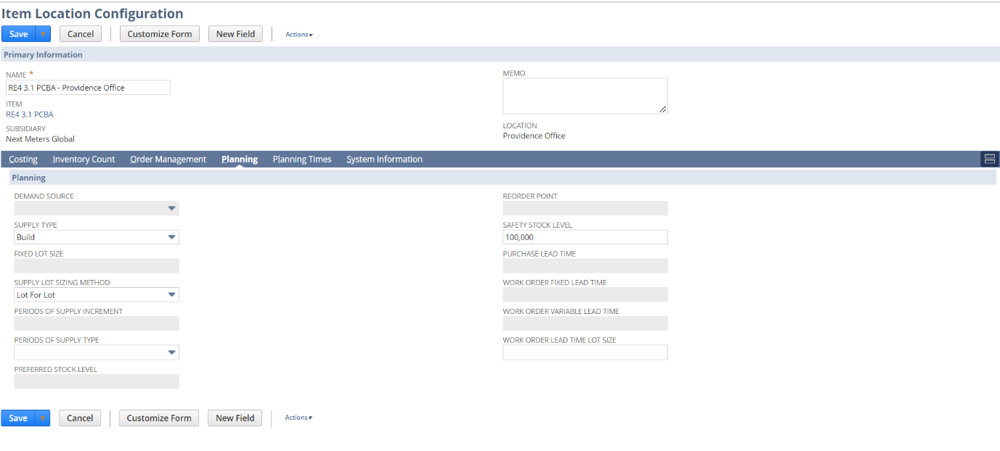 Item Location Configuration
Save Cancel Customize Form New Field Actions
Primary Information
NAME *
RE4 3.1 PCBA - Providence Office
ITEM
RE4 3.1 PCBA
SUBSIDIARY
Next Meters Global
MEMO
LOCATION
Providence Office
Costing Inventory Count Order Management Planning Planning Times System Information
Planning
DEMAND SOURCE
SUPPLY TYPE
Build
FIXED LOT SIZE
SUPPLY LOT SIZING METHOD
Lot For Lot
PERIODS OF SUPPLY INCREMENT
PERIODS OF SUPPLY TYPE
PREFERRED STOCK LEVEL
REORDER POINT
SAFETY STOCK LEVEL
100,000
PURCHASE LEAD TIME
WORK ORDER FIXED LEAD TIME
WORK ORDER VARIABLE LEAD TIME
WORK ORDER LEAD TIME LOT SIZE
Save Cancel Customize Form New Field Actions